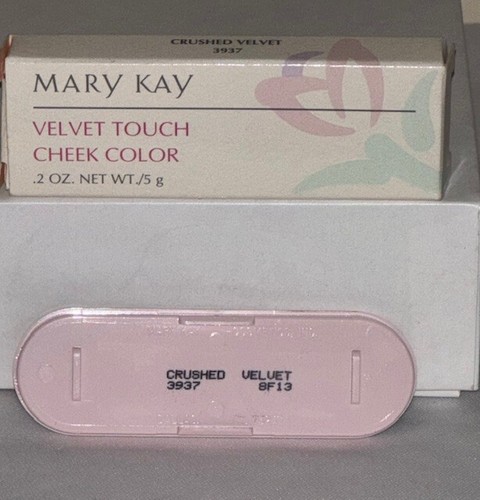 CRUSHED VELVET
3937
MARY KAY
VELVET TOUCH
CHEEK COLOR
.2 OZ. NET WT./5 g
CRUSHED VELVET
3937 8F13